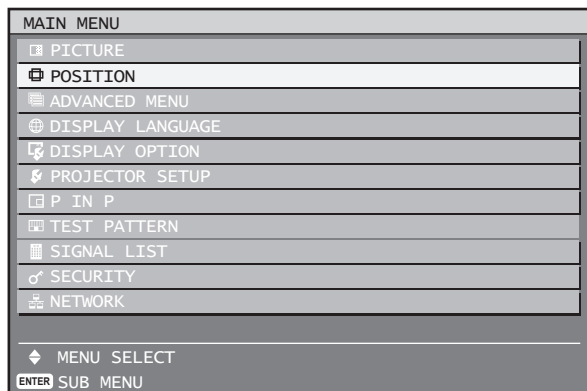 MAIN MENU
PICTURE
POSITION
ADVANCED MENU
DISPLAY LANGUAGE
DISPLAY OPTION
PROJECTOR SETUP
P IN P
TEST PATTERN
SIGNAL LIST
SECURITY
NETWORK
MENU SELECT
ENTER SUB MENU